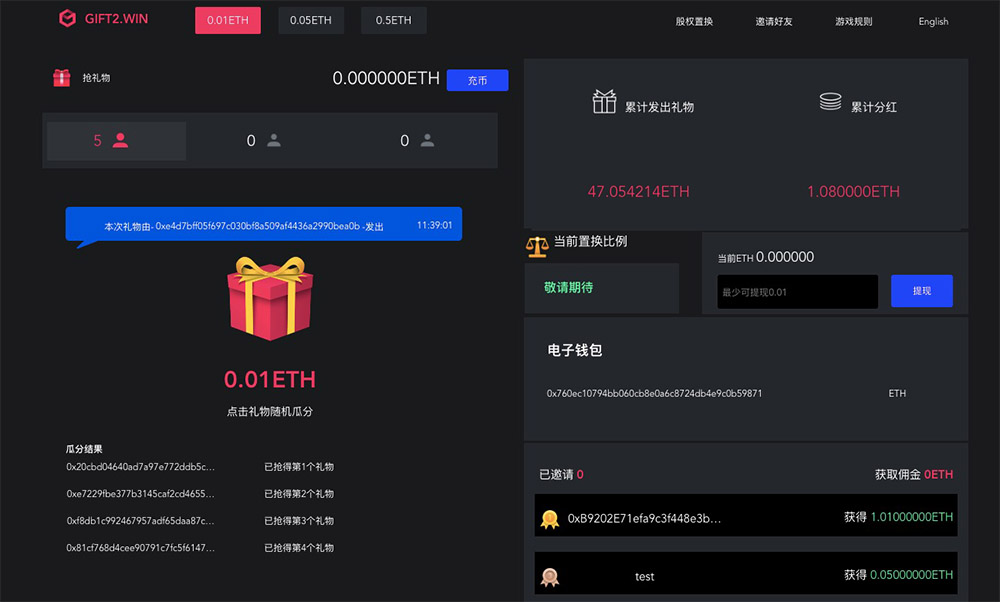 GIFT2.WIN
0.01ETH 0.05ETH 0.5ETH
股权置换 邀请好友 游戏规则 English
抢礼物 0.000000ETH 充币
5 0 0
本次礼物由- 0xe4d7bff05f697c030bf8a509af4436a2990bea0b -发出 11:39:01
0.01ETH
点击礼物随机瓜分
瓜分结果
0x20cbd04640ad7a97e772ddb5c... 已抢得第1个礼物
0xe7229fbe377b3145caf2cd4655... 已抢得第2个礼物
0xf8db1c992467957adf65daa87c... 已抢得第3个礼物
0x81cf768d4cee90791c7fc5f6147... 已抢得第4个礼物
累计发出礼物 累计分红
47.054214ETH 1.080000ETH
当前置换比例
敬请期待
当前ETH 0.000000
最少可提现0.01 提现
电子钱包
0x760ec10794bb060cb8e0a6c8724db4e9c0b59871 ETH
已邀请 0 获取佣金 0ETH
0xB9202E71efa9c3f448e3b... 获得 1.01000000ETH
test 获得 0.05000000ETH